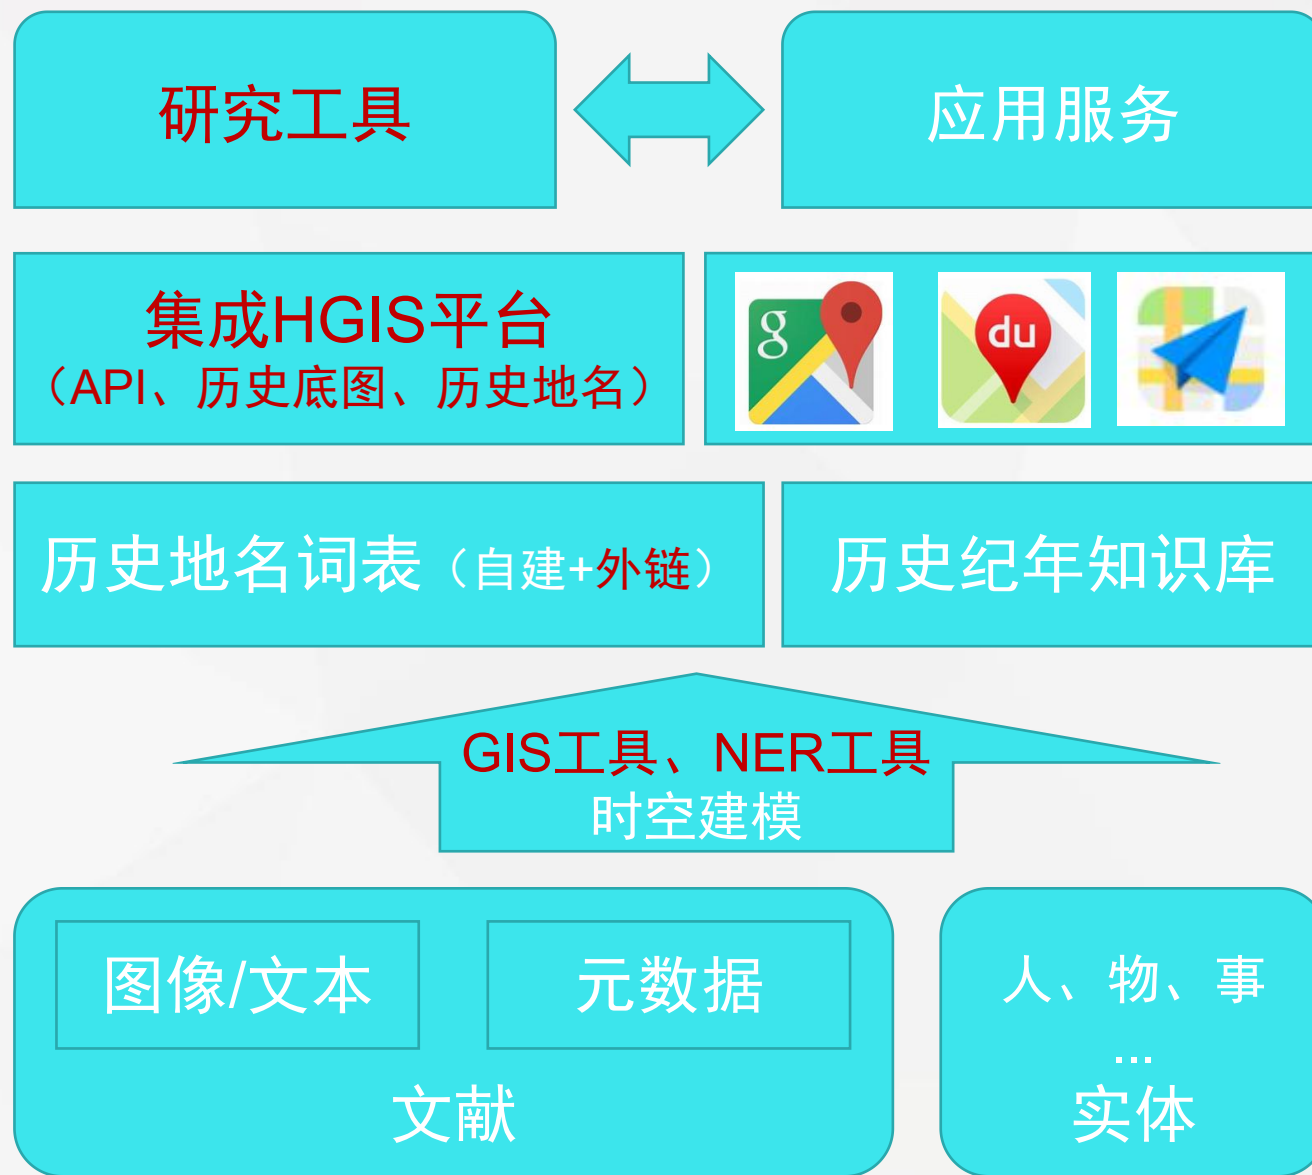 研究工具
应用服务
集成HGIS平台
（API、历史底图、历史地名）
g
du
历史地名词表（自建+外链）
历史纪年知识库
GIS工具、NER工具
时空建模
图像/文本
元数据
文献
人、物、事
...
实体